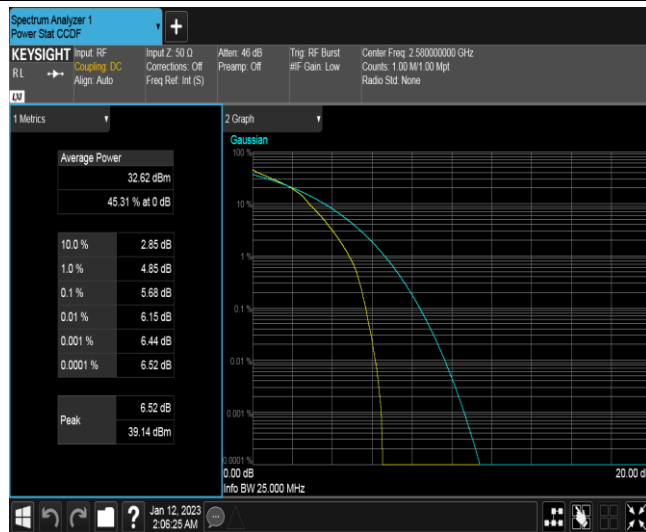 Spectrum Analyzer 1
Power Stat CCDF
+
KEYSIGHT
RL
LXI
Input: RF
Coupling: DC
Align: Auto
Input Z: 50 Ω
Corrections: Off
Freq Ref: Int (S)
Atten: 46 dB
Preamp: Off
Trig: RF Burst
#IF Gain: Low
Center Freq: 2.580000000 GHz
Counts: 1.00 M/1.00 Mpt
Radio Std: None
1 Metrics
Average Power
32.62 dBm
45.31 % at 0 dB
10.0 % 2.85 dB
1.0 % 4.85 dB
0.1 % 5.68 dB
0.01 % 6.15 dB
0.001 % 6.44 dB
0.0001 % 6.52 dB
Peak
6.52 dB
39.14 dBm
2 Graph
Gaussian
100 %
10 %
1 %
0.1 %
0.01 %
0.001 %
0.0001 %
0.00 dB 20.00 d
Info BW 25.000 MHz
?
Jan 12, 2023
2:06:25 AM